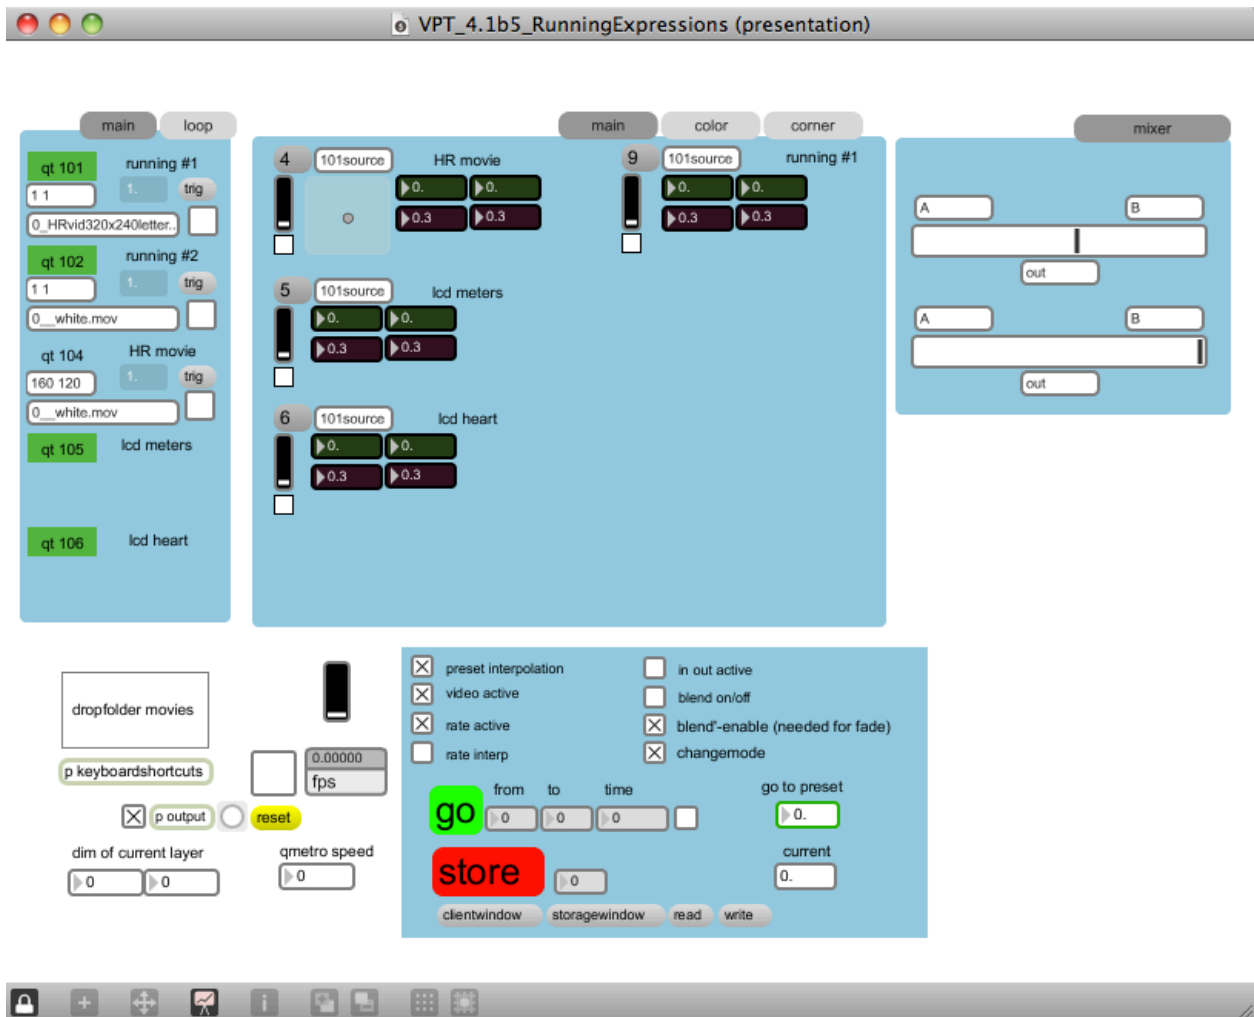 VPT_4.1b5_RunningExpressions (presentation)
main loop
qt 101 running #1
1 1 1. trig
0_HRvid320x240letter..
qt 102 running #2
1 1 1. trig
0__white.mov
qt 104 HR movie
160 120 1. trig
0__white.mov
qt 105 lcd meters
qt 106 lcd heart
main color corner
4 101source HR movie
0. 0.
0.3 0.3
9 101source running #1
0. 0.
0.3 0.3
5 101source lcd meters
0. 0.
0.3 0.3
6 101source lcd heart
0. 0.
0.3 0.3
mixer
A B
out
A B
out
dropfolder movies
p keyboardshortcuts
0.00000
fps
p output reset
dim of current layer
0 0
qmetro speed
0
preset interpolation
video active
rate active
rate interp
in out active
blend on/off
blend'-enable (needed for fade)
changemode
from to time
go 0 0 0
go to preset
0.
store 0
current
0.
clientwindow storagewindow read write
i